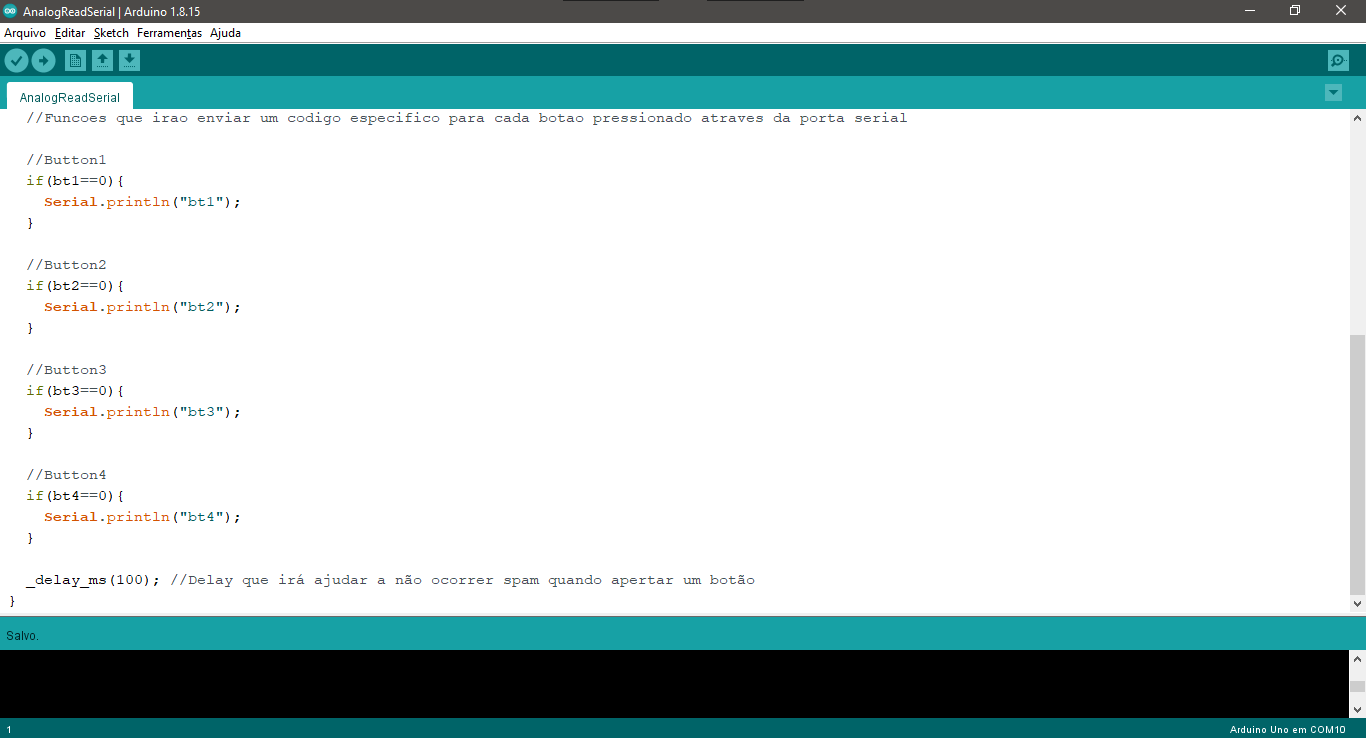 AnalogReadSerial | Arduino 1.8.15
Arquivo Editar Sketch Ferramentas Ajuda
AnalogReadSerial
//Funcoes que irao enviar um codigo especifico para cada botao pressionado atraves da porta serial
//Button1
if(bt1==0){
Serial.println("bt1");
}
//Button2
if(bt2==0){
Serial.println("bt2");
}
//Button3
if(bt3==0){
Serial.println("bt3");
}
//Button4
if(bt4==0){
Serial.println("bt4");
}
_delay_ms(100); //Delay que irá ajudar a não ocorrer spam quando apertar um botão
}
Salvo.
1
Arduino Uno em COM10